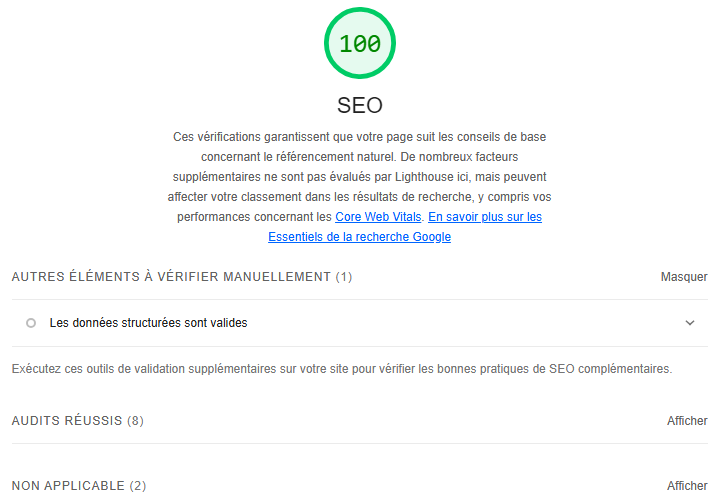 100
SEO
Ces vérifications garantissent que votre page suit les conseils de base
concernant le référencement naturel. De nombreux facteurs
supplémentaires ne sont pas évalués par Lighthouse ici, mais peuvent
affecter votre classement dans les résultats de recherche, y compris vos
performances concernant les Core Web Vitals. En savoir plus sur les
Essentiels de la recherche Google
AUTRES ÉLÉMENTS À VÉRIFIER MANUELLEMENT (1) Masquer
Les données structurées sont valides
Exécutez ces outils de validation supplémentaires sur votre site pour vérifier les bonnes pratiques de SEO complémentaires.
AUDITS RÉUSSIS (8) Afficher
NON APPLICABLE (2) Afficher